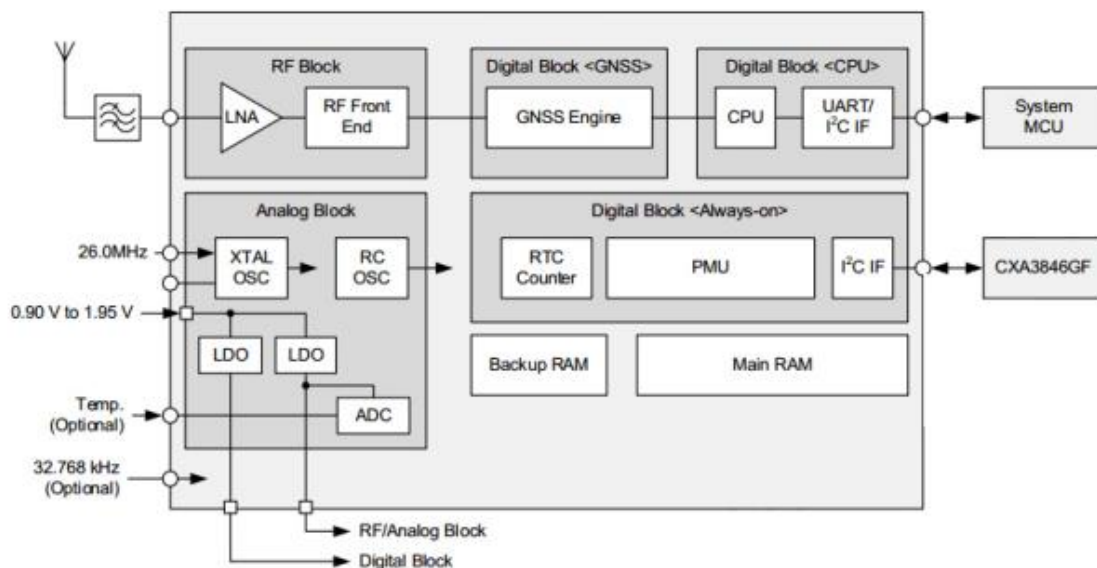 RF Block
LNA
RF Front
End
Digital Block <GNSS>
GNSS Engine
Digital Block <CPU>
CPU
UART/
I²C IF
System
MCU
Analog Block
26.0MHz
XTAL
OSC
RC
OSC
0.90 V to 1.95 V
LDO
LDO
Temp.
(Optional)
ADC
32.768 kHz
(Optional)
Digital Block <Always-on>
RTC
Counter
PMU
I²C IF
CXA3846GF
Backup RAM
Main RAM
RF/Analog Block
Digital Block